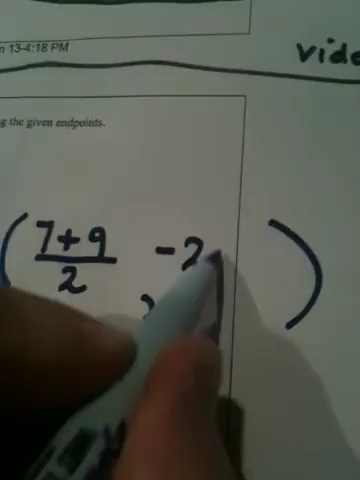 n 13-4:18 PM
vide
g the given endpoints.
( 7+9 -2 )
2